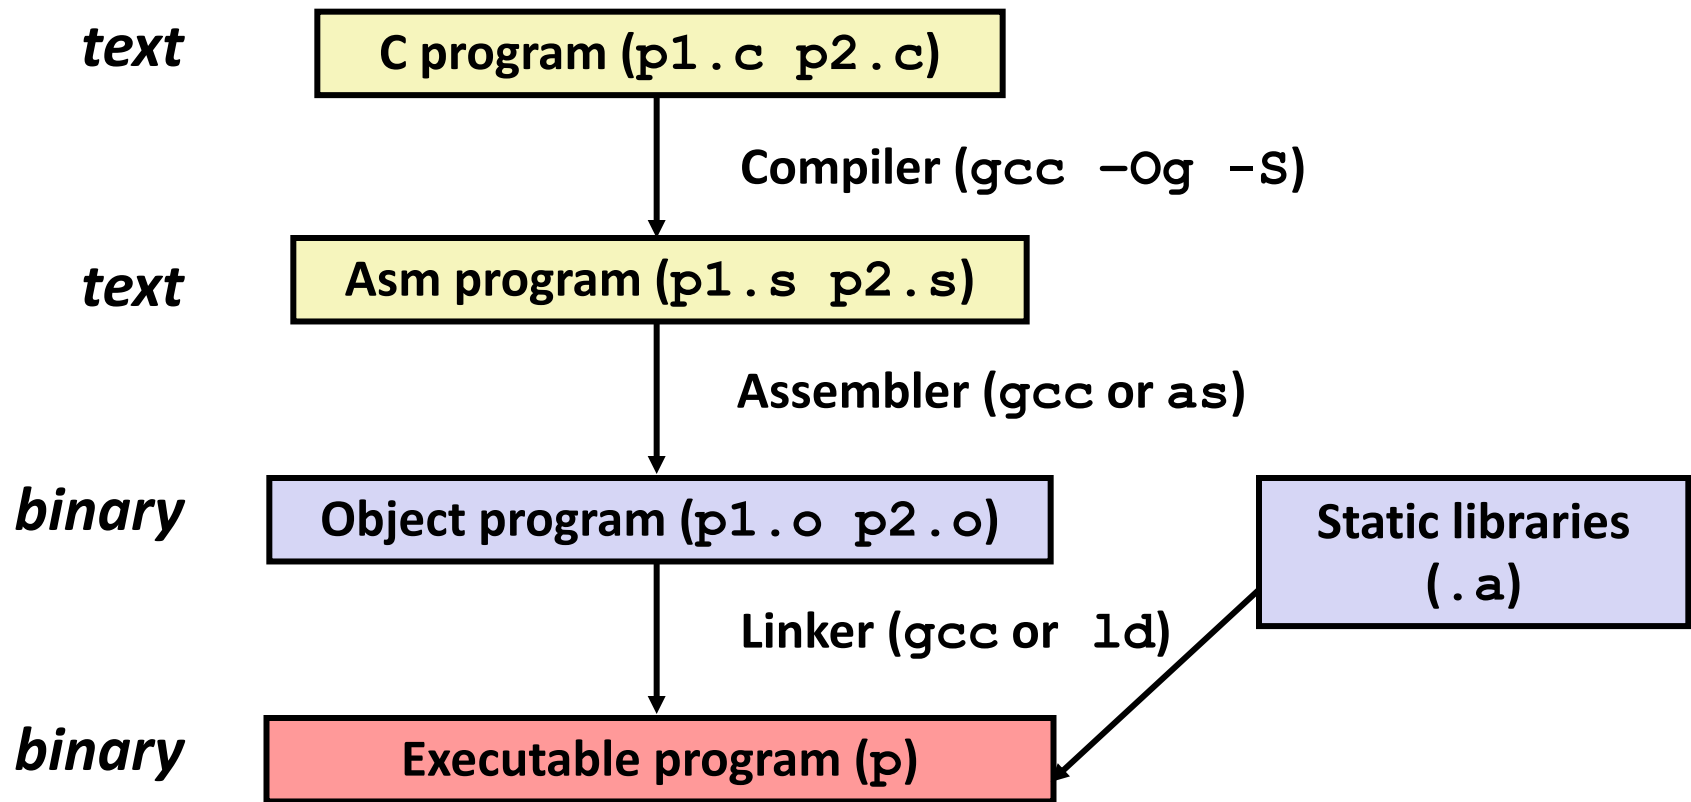 text
C program (p1.c p2.c)
Compiler (gcc –Og -S)
text
Asm program (p1.s p2.s)
Assembler (gcc or as)
binary
Object program (p1.o p2.o)
Static libraries
(.a)
Linker (gcc or ld)
binary
Executable program (p)